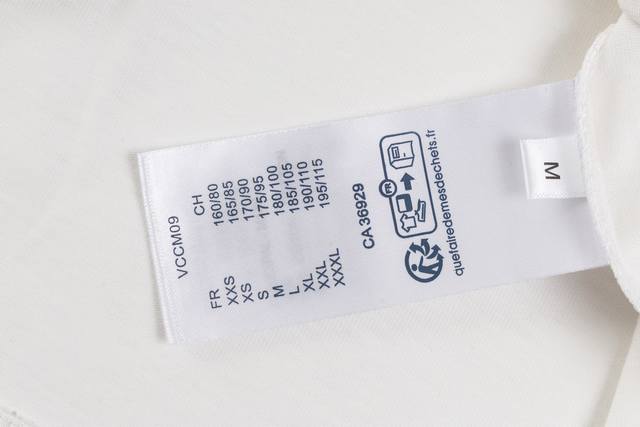 VCCM09
FR CH
XXS 160/80
XS 165/85
S 170/90
M 175/95
L 180/100
XL 185/105
XXL 190/110
XXXL 195/115
CA 36929
FR
quefairedemesdechets.fr
M